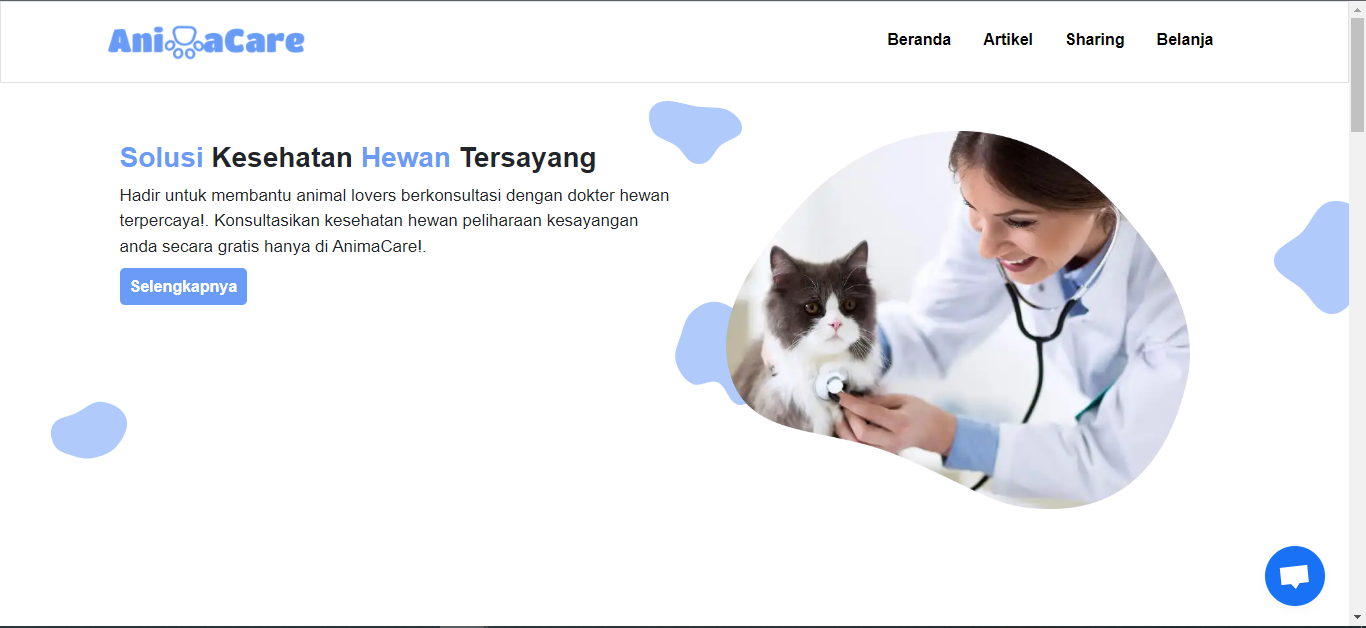 AnimaCare
Beranda Artikel Sharing Belanja
Solusi Kesehatan Hewan Tersayang
Hadir untuk membantu animal lovers berkonsultasi dengan dokter hewan
terpercaya!. Konsultasikan kesehatan hewan peliharaan kesayangan
anda secara gratis hanya di AnimaCare!.
Selengkapnya